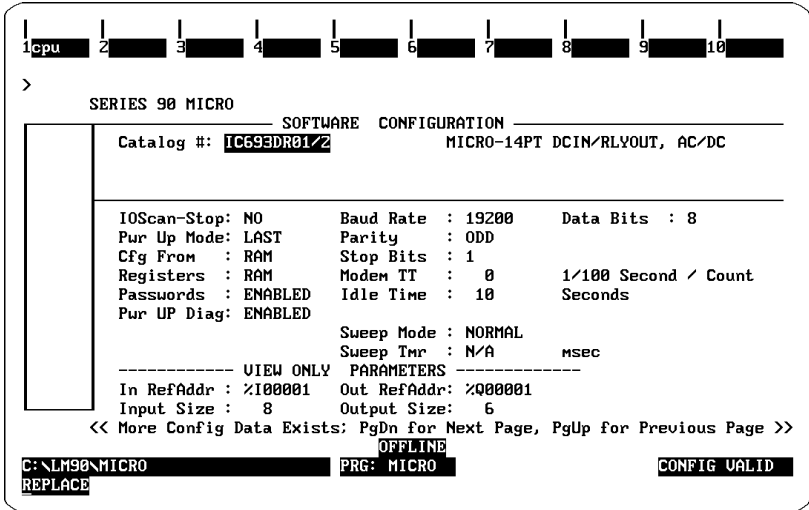 1cpu 2 3 4 5 6 7 8 9 10
>
SERIES 90 MICRO
SOFTWARE CONFIGURATION
Catalog #: IC693DR01/2 MICRO-14PT DCIN/RLYOUT, AC/DC
IOScan-Stop: NO Baud Rate : 19200 Data Bits : 8
Pwr Up Mode: LAST Parity : ODD
Cfg From : RAM Stop Bits : 1
Registers : RAM Modem TT : 0 1/100 Second / Count
Passwords : ENABLED Idle Time : 10 Seconds
Pwr UP Diag: ENABLED
Sweep Mode : NORMAL
Sweep Tmr : N/A msec
------------ VIEW ONLY PARAMETERS -------------
In RefAddr : %I00001 Out RefAddr: %Q00001
Input Size : 8 Output Size: 6
<< More Config Data Exists; PgDn for Next Page, PgUp for Previous Page >>
OFFLINE
C:\LM90\MICRO PRG: MICRO CONFIG VALID
REPLACE